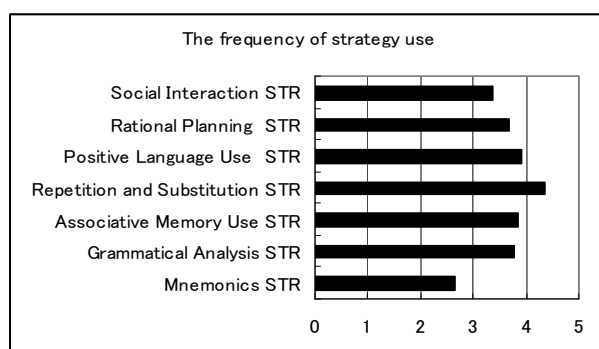 The frequency of strategy use
Social Interaction STR
Rational Planning STR
Positive Language Use STR
Repetition and Substitution STR
Associative Memory Use STR
Grammatical Analysis STR
Mnemonics STR
0 1 2 3 4 5